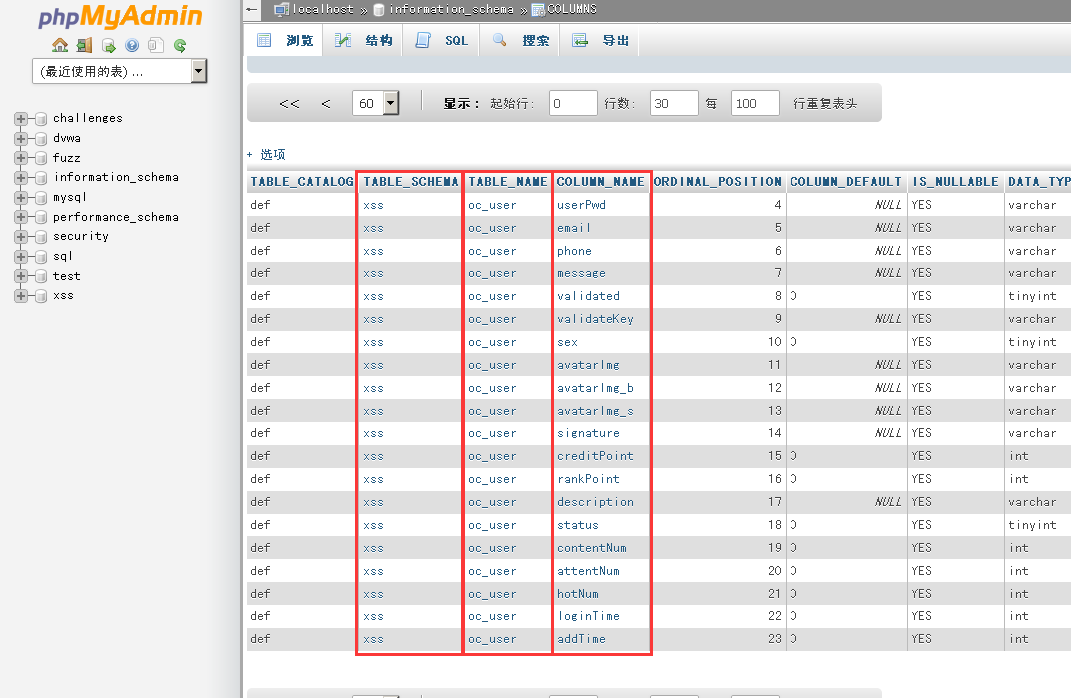 phpMyAdmin
(最近使用的表) ...
challenges
dvwa
fuzz
information_schema
mysql
performance_schema
security
sql
test
xss
localhost » information_schema » COLUMNS
浏览 结构 SQL 搜索 导出
<< < 60 显示 : 起始行: 0 行数: 30 每 100 行重复表头
+ 选项
TABLE_CATALOG TABLE_SCHEMA TABLE_NAME COLUMN_NAME ORDINAL_POSITION COLUMN_DEFAULT IS_NULLABLE DATA_TYP
def xss oc_user userPwd 4 NULL YES varchar
def xss oc_user email 5 NULL YES varchar
def xss oc_user phone 6 NULL YES varchar
def xss oc_user message 7 NULL YES varchar
def xss oc_user validated 8 0 YES tinyint
def xss oc_user validateKey 9 NULL YES varchar
def xss oc_user sex 10 0 YES tinyint
def xss oc_user avatarImg 11 NULL YES varchar
def xss oc_user avatarImg_b 12 NULL YES varchar
def xss oc_user avatarImg_s 13 NULL YES varchar
def xss oc_user signature 14 NULL YES varchar
def xss oc_user creditPoint 15 0 YES int
def xss oc_user rankPoint 16 0 YES int
def xss oc_user description 17 NULL YES varchar
def xss oc_user status 18 0 YES tinyint
def xss oc_user contentNum 19 0 YES int
def xss oc_user attentNum 20 0 YES int
def xss oc_user hotNum 21 0 YES int
def xss oc_user loginTime 22 0 YES int
def xss oc_user addTime 23 0 YES int